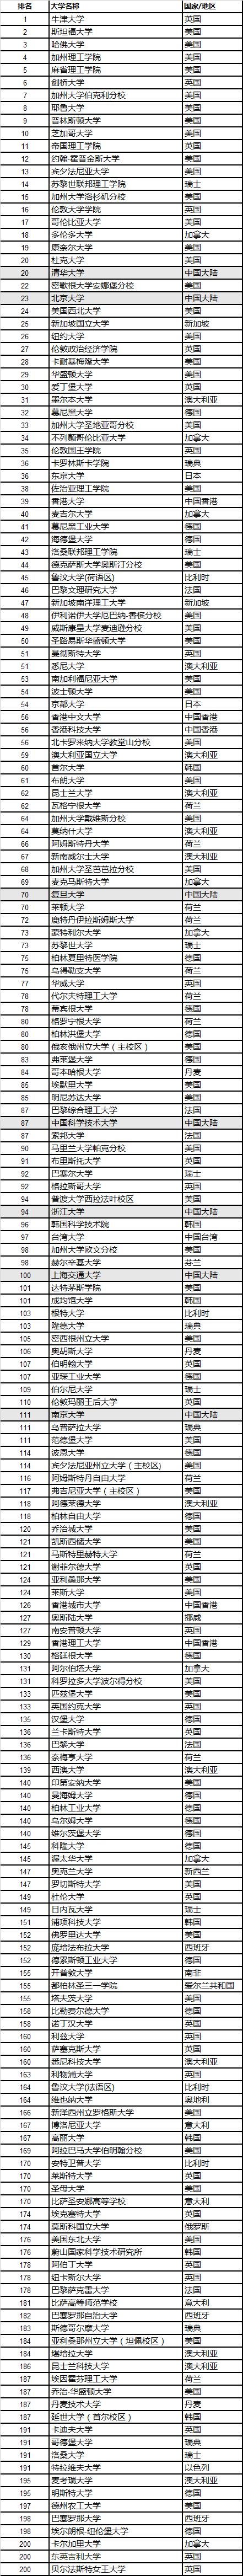 排名 大学名称 国家/地区
1 牛津大学 英国
2 斯坦福大学 美国
3 哈佛大学 美国
4 加州理工学院 美国
5 麻省理工学院 美国
6 剑桥大学 英国
7 加州大学伯克利分校 美国
8 耶鲁大学 美国
9 普林斯顿大学 美国
10 芝加哥大学 美国
11 帝国理工学院 英国
12 约翰·霍普金斯大学 美国
13 宾夕法尼亚大学 美国
14 苏黎世联邦理工学院 瑞士
15 加州大学洛杉矶分校 美国
16 伦敦大学学院 英国
17 哥伦比亚大学 美国
18 多伦多大学 加拿大
19 康奈尔大学 美国
20 杜克大学 美国
20 清华大学 中国大陆
22 密歇根大学安娜堡分校 美国
23 北京大学 中国大陆
24 美国西北大学 美国
25 新加坡国立大学 新加坡
26 纽约大学 美国
27 伦敦政治经济学院 英国
28 卡耐基梅隆大学 美国
29 华盛顿大学 美国
30 爱丁堡大学 英国
31 墨尔本大学 澳大利亚
32 慕尼黑大学 德国
33 加州大学圣地亚哥分校 美国
34 不列颠哥伦比亚大学 加拿大
35 伦敦国王学院 英国
36 卡罗林斯卡学院 瑞典
36 东京大学 日本
38 佐治亚理工学院 美国
39 香港大学 中国香港
40 麦吉尔大学 加拿大
41 慕尼黑工业大学 德国
42 海德堡大学 德国
43 洛桑联邦理工学院 瑞士
44 德克萨斯大学奥斯汀分校 美国
45 鲁汶大学(荷语区) 比利时
46 巴黎文理研究大学 法国
47 新加坡南洋理工大学 新加坡
48 伊利诺伊大学厄巴纳-香槟分校 美国
49 威斯康星大学麦迪逊分校 美国
50 圣路易斯华盛顿大学 美国
51 曼彻斯特大学 英国
51 悉尼大学 澳大利亚
53 南加利福尼亚大学 美国
54 波士顿大学 美国
54 京都大学 日本
56 香港中文大学 中国香港
56 香港科技大学 中国香港
56 北卡罗来纳大学教堂山分校 美国
59 澳大利亚国立大学 澳大利亚
60 首尔大学 韩国
61 布朗大学 美国
62 昆士兰大学 澳大利亚
62 瓦格宁根大学 荷兰
64 加州大学戴维斯分校 美国
64 莫纳什大学 澳大利亚
66 阿姆斯特丹大学 荷兰
67 新南威尔士大学 澳大利亚
68 加州大学圣芭芭拉分校 美国
69 麦克马斯特大学 加拿大
70 复旦大学 中国大陆
70 莱顿大学 荷兰
72 鹿特丹伊拉斯姆斯大学 荷兰
73 蒙特利尔大学 加拿大
73 苏黎世大学 瑞士
75 柏林夏里特医学院 德国
75 乌得勒支大学 荷兰
77 华威大学 英国
78 代尔夫特理工大学 荷兰
78 蒂宾根大学 德国
80 格罗宁根大学 荷兰
80 柏林洪堡大学 德国
80 俄亥俄州立大学（主校区） 美国
83 弗莱堡大学 德国
84 哥本哈根大学 丹麦
85 埃默里大学 美国
85 明尼苏达大学 美国
87 巴黎综合理工大学 法国
87 中国科学技术大学 中国大陆
87 索邦大学 法国
90 马里兰大学帕克分校 美国
91 布里斯托大学 英国
92 巴塞尔大学 瑞士
92 格拉斯哥大学 英国
94 普渡大学西拉法叶校区 美国
94 浙江大学 中国大陆
96 韩国科学技术院 韩国
97 台湾大学 中国台湾
98 加州大学欧文分校 美国
98 赫尔辛基大学 芬兰
100 上海交通大学 中国大陆
101 达特茅斯学院 美国
101 成均馆大学 韩国
103 根特大学 比利时
103 隆德大学 瑞典
105 密西根州立大学 美国
106 奥胡斯大学 丹麦
107 伯明翰大学 英国
107 亚琛工业大学 德国
109 伯尔尼大学 瑞士
110 伦敦玛丽王后大学 英国
111 南京大学 中国大陆
111 乌普萨拉大学 瑞典
111 范德堡大学 美国
114 波恩大学 德国
114 宾夕法尼亚州立大学（主校区） 美国
116 阿姆斯特丹自由大学 荷兰
117 弗吉尼亚大学（主校区） 美国
118 阿德莱德大学 澳大利亚
118 柏林自由大学 德国
120 乔治城大学 美国
121 凯斯西储大学 美国
121 马斯特里赫特大学 荷兰
121 谢菲尔德大学 英国
124 亚利桑那大学 美国
124 莱斯大学 美国
126 香港城市大学 中国香港
127 奥斯陆大学 挪威
127 南安普顿大学 英国
129 香港理工大学 中国香港
130 格廷根大学 德国
131 阿尔伯塔大学 加拿大
131 科罗拉多大学波尔得分校 美国
133 匹兹堡大学 美国
133 英国约克大学 英国
135 汉堡大学 德国
136 兰卡斯特大学 英国
136 巴黎大学 法国
136 奈梅亨大学 荷兰
139 西澳大学 澳大利亚
140 印第安纳大学 美国
140 曼海姆大学 德国
140 柏林工业大学 德国
140 乌尔姆大学 德国
140 维尔茨堡大学 德国
145 科隆大学 德国
145 渥太华大学 加拿大
147 奥克兰大学 新西兰
147 罗切斯特大学 美国
149 杜伦大学 英国
149 日内瓦大学 瑞士
151 浦项科技大学 韩国
152 佛罗里达大学 美国
152 庞培法布拉大学 西班牙
152 德累斯顿工业大学 德国
155 开普敦大学 南非
155 都柏林圣三一学院 爱尔兰共和国
155 塔夫茨大学 美国
158 比勒费尔德大学 德国
158 诺丁汉大学 英国
160 利兹大学 英国
160 萨塞克斯大学 英国
160 悉尼科技大学 澳大利亚
163 利物浦大学 英国
164 鲁汶大学(法语区) 比利时
164 维也纳大学 奥地利
166 新泽西州立罗格斯大学 美国
167 博洛尼亚大学 意大利
167 高丽大学 韩国
169 阿拉巴马大学伯明翰分校 美国
170 安特卫普大学 比利时
170 莱斯特大学 英国
170 圣母大学 美国
170 比萨圣安娜高等学校 意大利
174 埃克塞特大学 英国
174 莫斯科国立大学 俄罗斯
176 美国东北大学 美国
176 蔚山国家科学技术研究所 韩国
178 阿伯丁大学 英国
178 纽卡斯尔大学 英国
178 巴黎萨克雷大学 法国
181 比萨高等师范学校 意大利
182 巴塞罗那自治大学 西班牙
183 斯德哥尔摩大学 瑞典
184 亚利桑那州立大学（坦佩校区） 美国
184 堪培拉大学 澳大利亚
186 昆士兰科技大学 澳大利亚
187 埃因霍芬理工大学 荷兰
187 乔治·华盛顿大学 美国
187 丹麦技术大学 丹麦
187 延世大学（首尔校区） 韩国
191 卡迪夫大学 英国
191 哥德堡大学 瑞典
191 洛桑大学 瑞士
191 特拉维夫大学 以色列
195 麦考瑞大学 澳大利亚
195 明斯特大学 德国
197 德州农工大学 美国
198 巴塞罗那大学 西班牙
198 埃尔朗根-纽伦堡大学 德国
200 卡尔加里大学 加拿大
200 东英吉利大学 英国
200 贝尔法斯特女王大学 英国